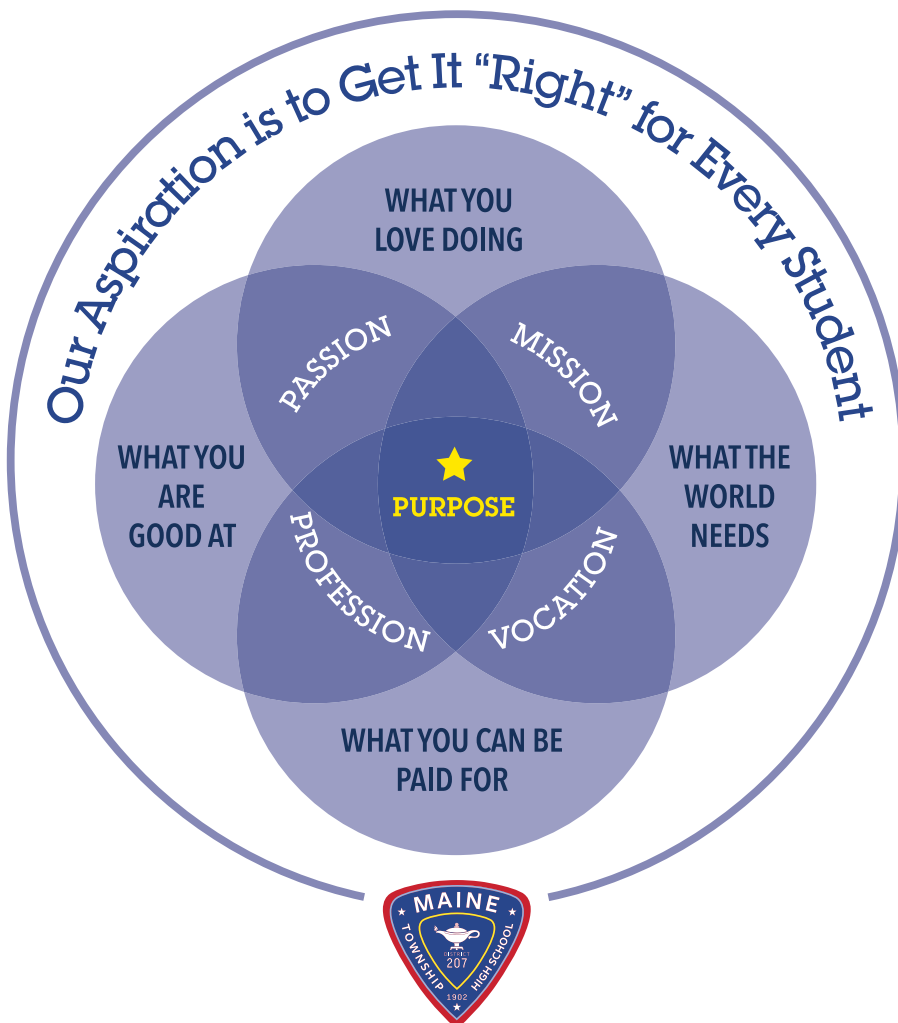 Our Aspiration is to Get It “Right” for Every Student
WHAT YOU
LOVE DOING
PASSION
MISSION
WHAT YOU
ARE
GOOD AT
PURPOSE
WHAT THE
WORLD
NEEDS
PROFESSION
VOCATION
WHAT YOU CAN BE
PAID FOR
MAINE
TOWNSHIP
HIGH SCHOOL
DISTRICT
207
1902